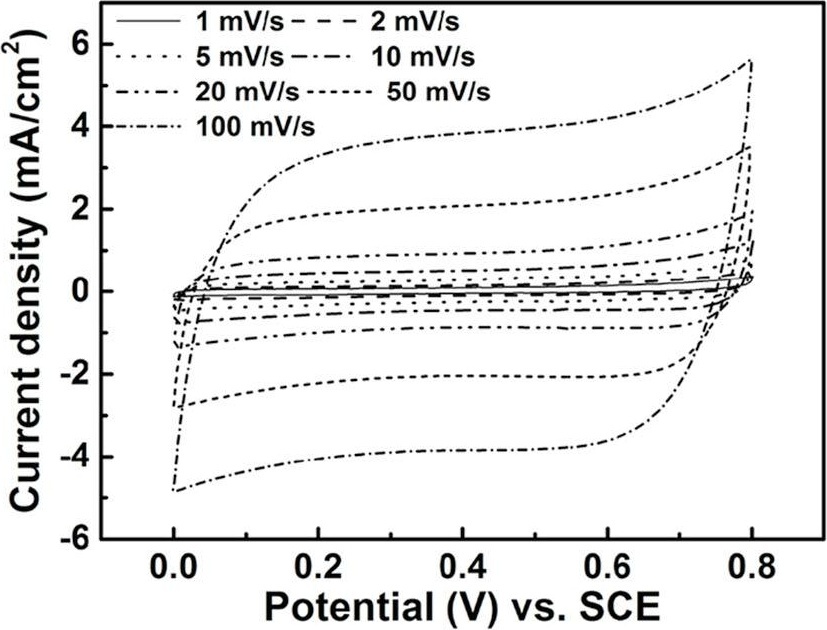 1 mV/s 2 mV/s
5 mV/s 10 mV/s
20 mV/s 50 mV/s
100 mV/s
6
4
2
0
-2
-4
-6
Current density (mA/cm²)
0.0 0.2 0.4 0.6 0.8
Potential (V) vs. SCE